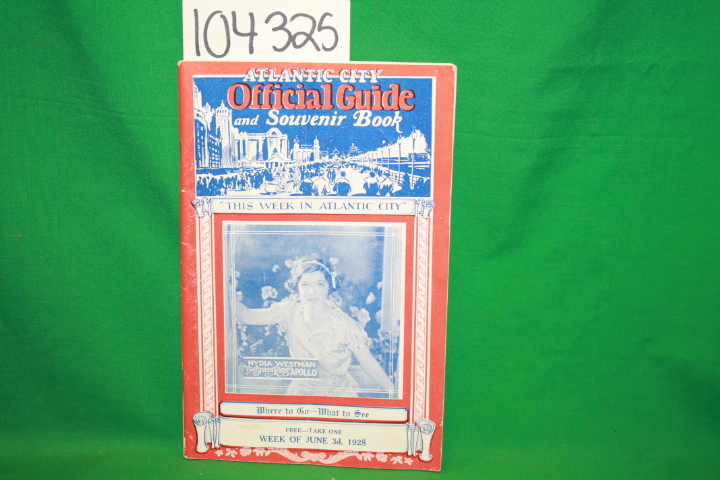 104325
ATLANTIC CITY
Official Guide
and Souvenir Book
"THIS WEEK IN ATLANTIC CITY"
NYDIA WESTMAN
APOLLO
Where to Go—What to See
FREE—TAKE ONE
WEEK OF JUNE 3d, 1928